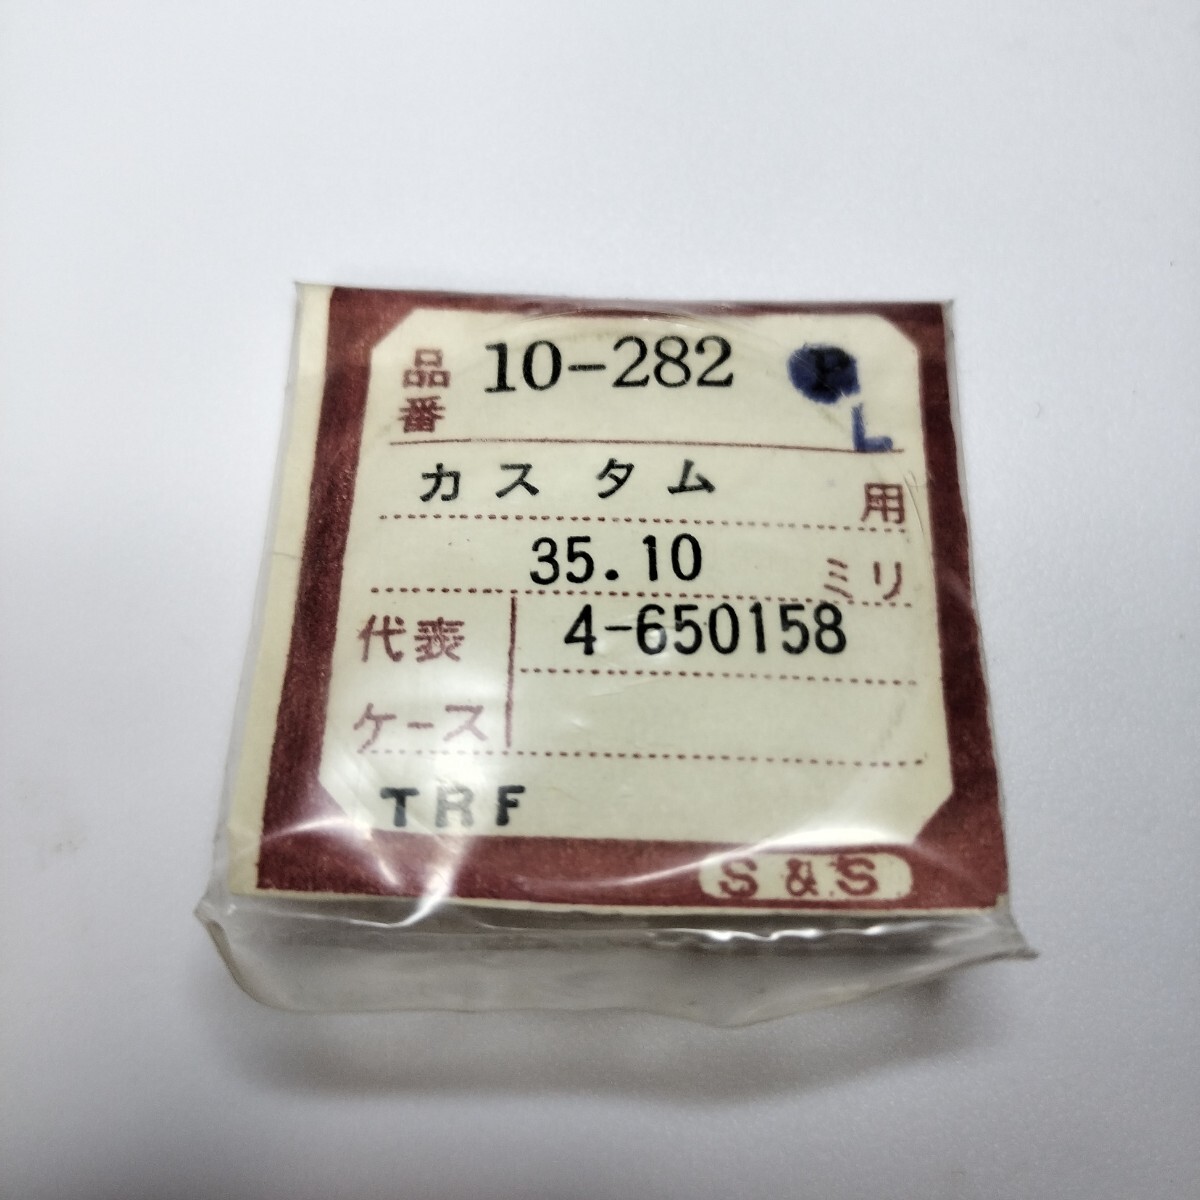 品番 10-282 P
L
カスタム 用
35.10 ミリ
代表 4-650158
ケース
TRF
S&S